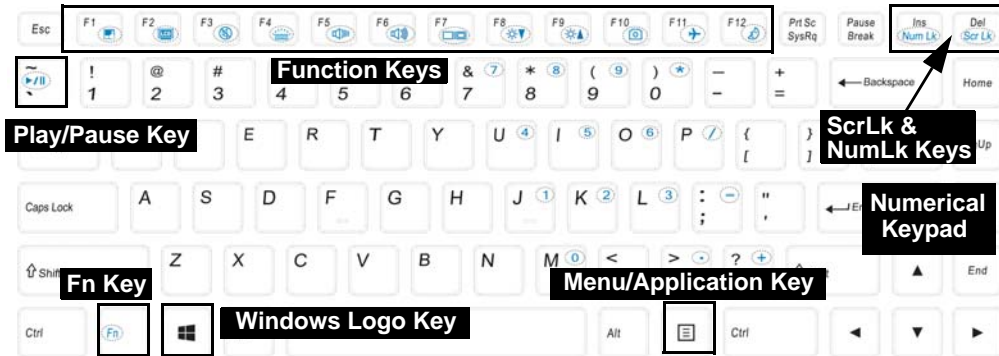 Esc F1 F2 F3 F4 F5 F6 F7 F8 F9 F10 F11 F12 Prt Sc SysRq Pause Break Ins Num Lk Del Scr Lk
~ ` ! 1 @ 2 # 3 4 5 6 & 7 7 * 8 8 ( 9 9 ) 0 * — - + = Backspace Home
Function Keys
Play/Pause Key
E R T Y U 4 I 5 O 6 P / { [ } ] Up
ScrLk &
NumLk Keys
Caps Lock A S D F G H J 1 K 2 L 3 : ; - " '
Numerical
Keypad
Shif Z X C V B N M 0 < > . ? + End
Fn Key
Menu/Application Key
Ctrl Fn Alt Ctrl
Windows Logo Key